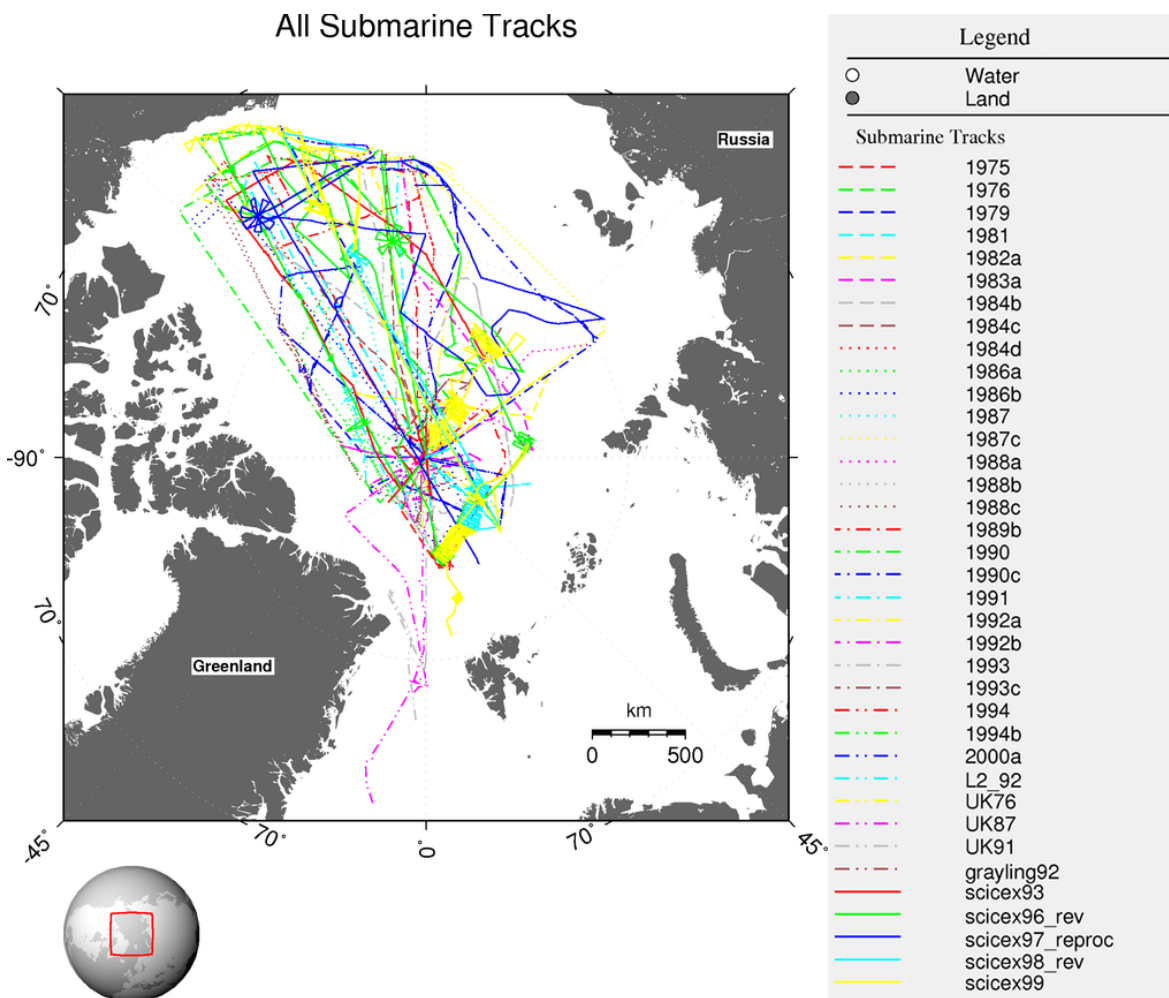 All Submarine Tracks
Legend
Water
Land
Submarine Tracks
1975
1976
1979
1981
1982a
1983a
1984b
1984c
1984d
1986a
1986b
1987
1987c
1988a
1988b
1988c
1989b
1990
1990c
1991
1992a
1992b
1993
1993c
1994
1994b
2000a
L2_92
UK76
UK87
UK91
grayling92
scicex93
scicex96_rev
scicex97_reproc
scicex98_rev
scicex99
Russia
70°
-90°
70°
Greenland
km
0 500
-45°
70°
0°
70°
45°